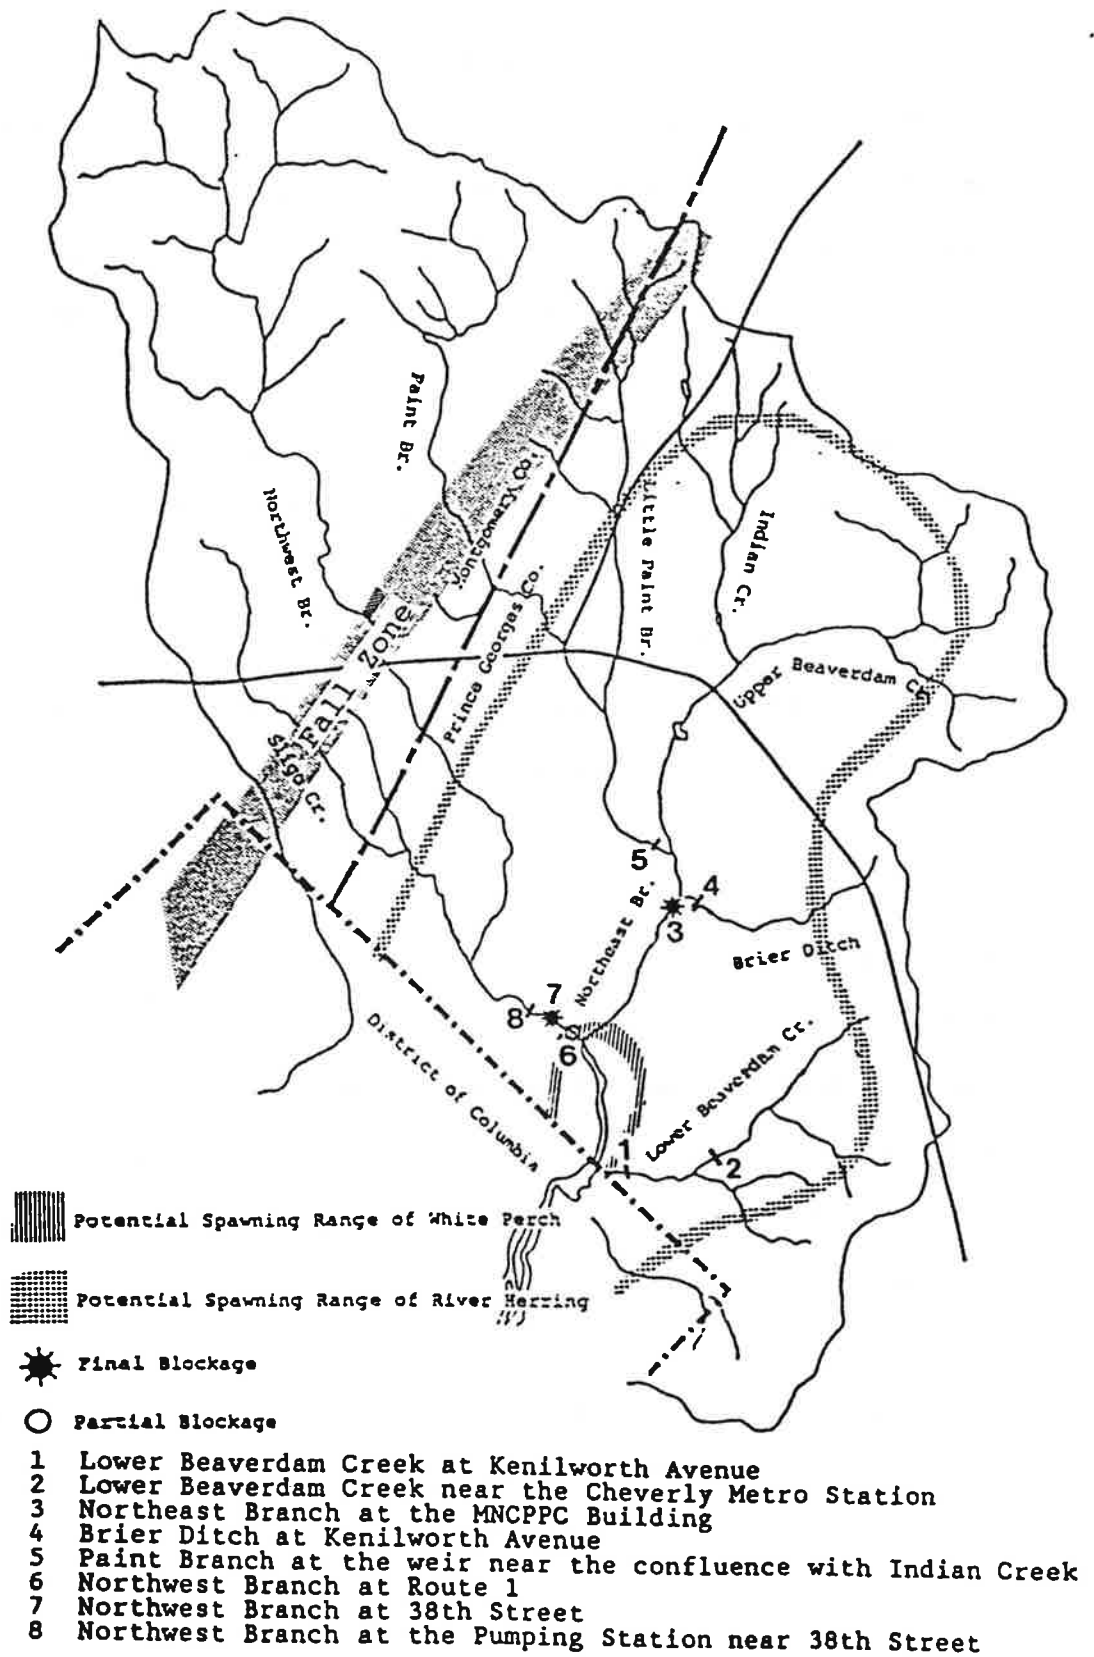 Paint Br.
Northwest Br.
Montgomery Co.
Prince Georges Co.
Little Paint Br.
Indian Cr.
Upper Beaverdam Cr.
Fall Zone
Sligo Cr.
5
4
3
Northeast Br.
Brier Ditch
7
8
6
District of Columbia
Lower Beaverdam Cr.
1
2
Potential Spawning Range of White Perch
Potential Spawning Range of River Herring
Final Blockage
Partial Blockage
1 Lower Beaverdam Creek at Kenilworth Avenue
2 Lower Beaverdam Creek near the Cheverly Metro Station
3 Northeast Branch at the MNCPPC Building
4 Brier Ditch at Kenilworth Avenue
5 Paint Branch at the weir near the confluence with Indian Creek
6 Northwest Branch at Route 1
7 Northwest Branch at 38th Street
8 Northwest Branch at the Pumping Station near 38th Street